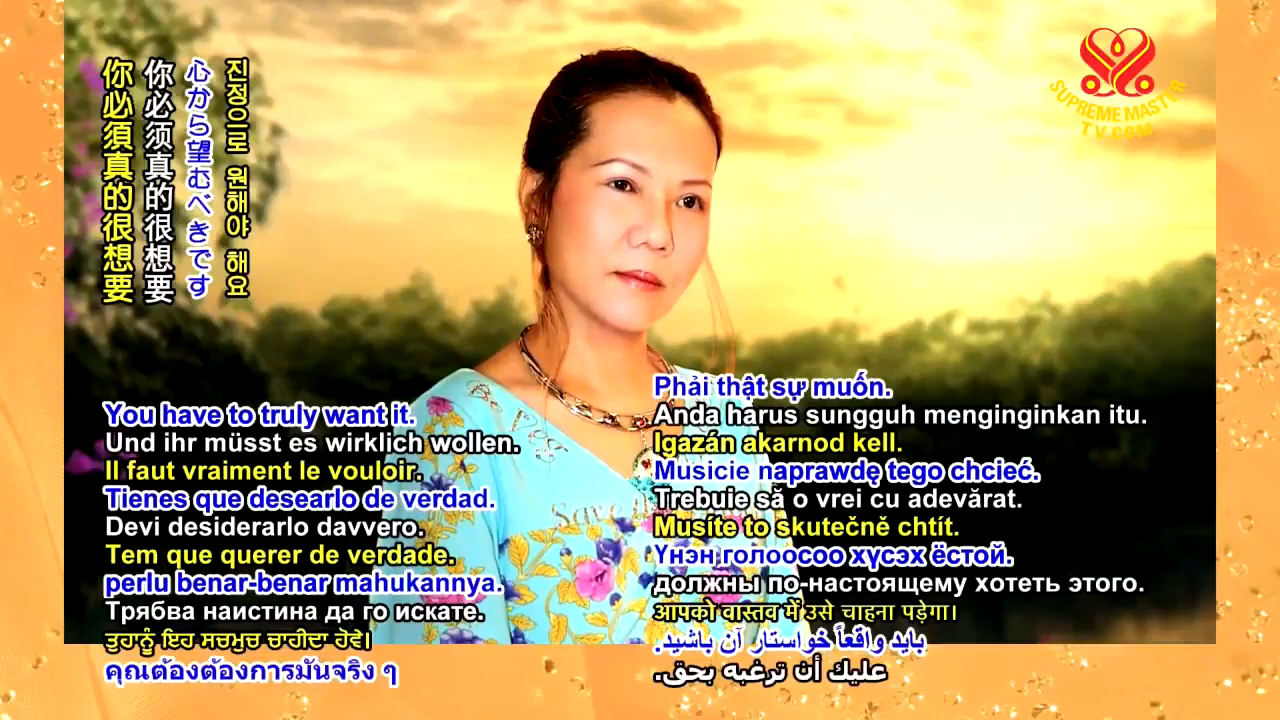 你必須真的很想要
你必须真的很想要
心から望むべきです
진정으로 원해야 해요
SUPREME MASTER
TV.COM
You have to truly want it.
Und ihr müsst es wirklich wollen.
Il faut vraiment le vouloir.
Tienes que desearlo de verdad.
Devi desiderarlo davvero.
Tem que querer de verdade.
perlu benar-benar mahukannya.
Трябва наистина да го искате.
ਤੁਹਾਨੂੰ ਇਹ ਸਚਮੁਚ ਚਾਹੀਦਾ ਹੋਵੇ।
คุณต้องต้องการมันจริง ๆ
Phải thật sự muốn.
Anda harus sungguh menginginkan itu.
Igazán akarnod kell.
Musicie naprawdę tego chcieć.
Trebuie să o vrei cu adevărat.
Musíte to skutečně chtít.
Үнэн голоосоо хүсэх ёстой.
должны по-настоящему хотеть этого.
आपको वास्तव में उसे चाहना पड़ेगा।
باید واقعاً خواستار آن باشید.
عليك أن ترغبه بحق.